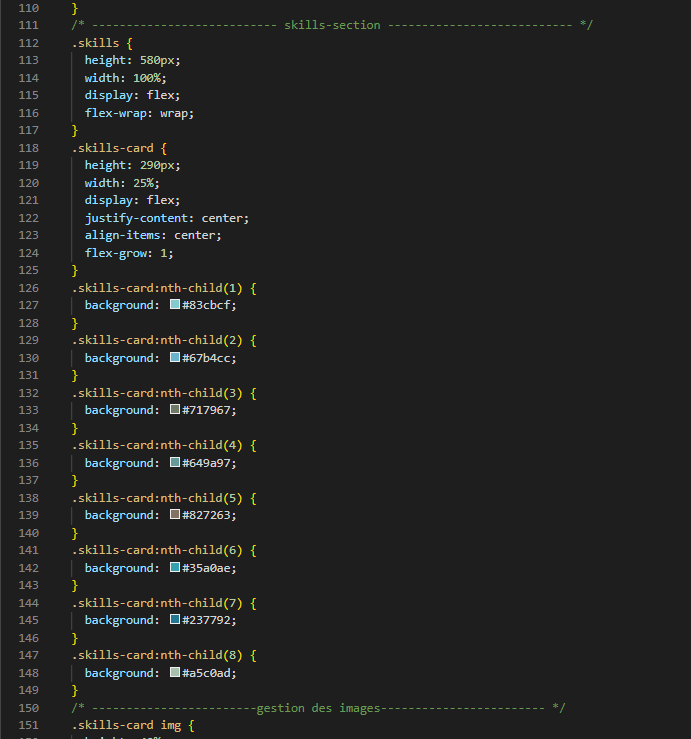 110 }
111 /* --------------------------- skills-section --------------------------- */
112 .skills {
113 height: 580px;
114 width: 100%;
115 display: flex;
116 flex-wrap: wrap;
117 }
118 .skills-card {
119 height: 290px;
120 width: 25%;
121 display: flex;
122 justify-content: center;
123 align-items: center;
124 flex-grow: 1;
125 }
126 .skills-card:nth-child(1) {
127 background: #83cbcf;
128 }
129 .skills-card:nth-child(2) {
130 background: #67b4cc;
131 }
132 .skills-card:nth-child(3) {
133 background: #717967;
134 }
135 .skills-card:nth-child(4) {
136 background: #649a97;
137 }
138 .skills-card:nth-child(5) {
139 background: #827263;
140 }
141 .skills-card:nth-child(6) {
142 background: #35a0ae;
143 }
144 .skills-card:nth-child(7) {
145 background: #237792;
146 }
147 .skills-card:nth-child(8) {
148 background: #a5c0ad;
149 }
150 /* ------------------------gestion des images------------------------ */
151 .skills-card img {